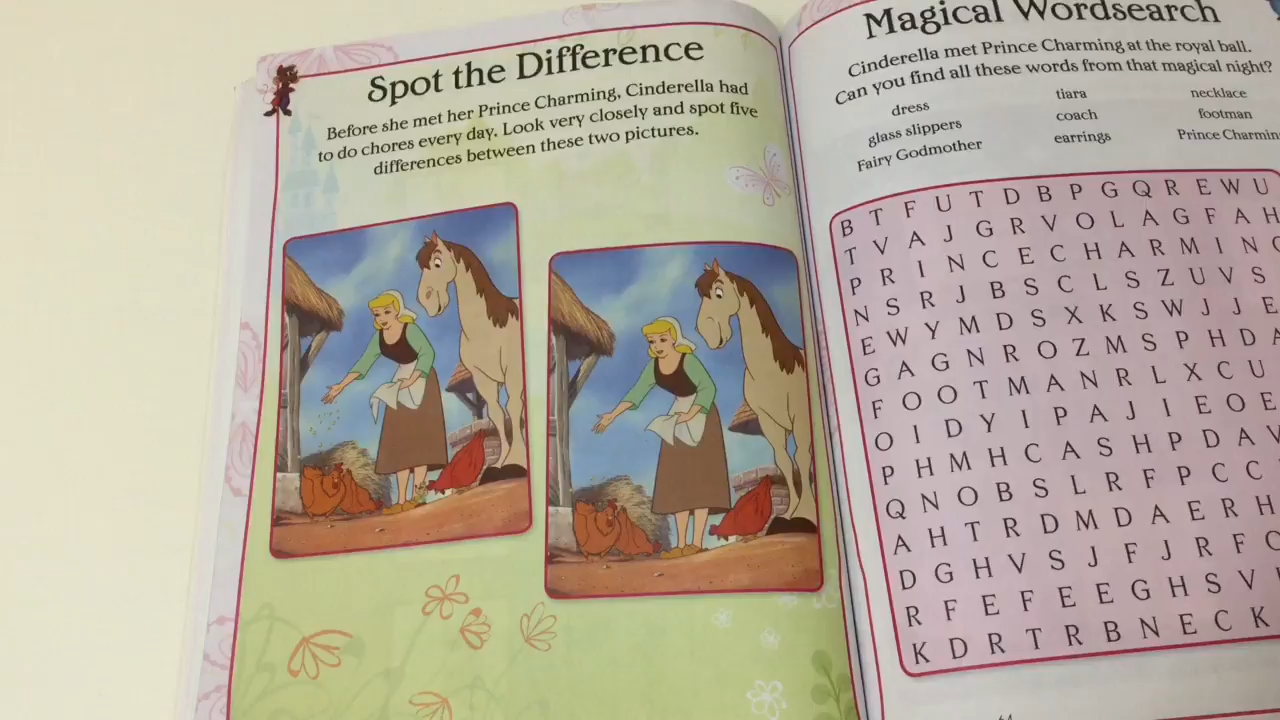 Spot the Difference
Before she met her Prince Charming, Cinderella had
to do chores every day. Look very closely and spot five
differences between these two pictures.
Magical Wordsearch
Cinderella met Prince Charming at the royal ball.
Can you find all these words from that magical night?
dress tiara necklace
glass slippers coach footman
Fairy Godmother earrings Prince Charmin
B T F U T D B P G Q R E W U
T V A J G R V O L A G F A H
P R I N C E C H A R M I N
N S R J B S C L S Z U V S
E W Y M D S X K S W J J E
G A G N R O Z M S P H D A
F O O T M A N R L X C U
O I D Y I P A J I E O E
P H M H C A S H P D A V
Q N O B S L R F P C C
A H T R D M D A E R H
D G H V S J F J R F
R F E F E E G H S V
K D R T R B N E C K